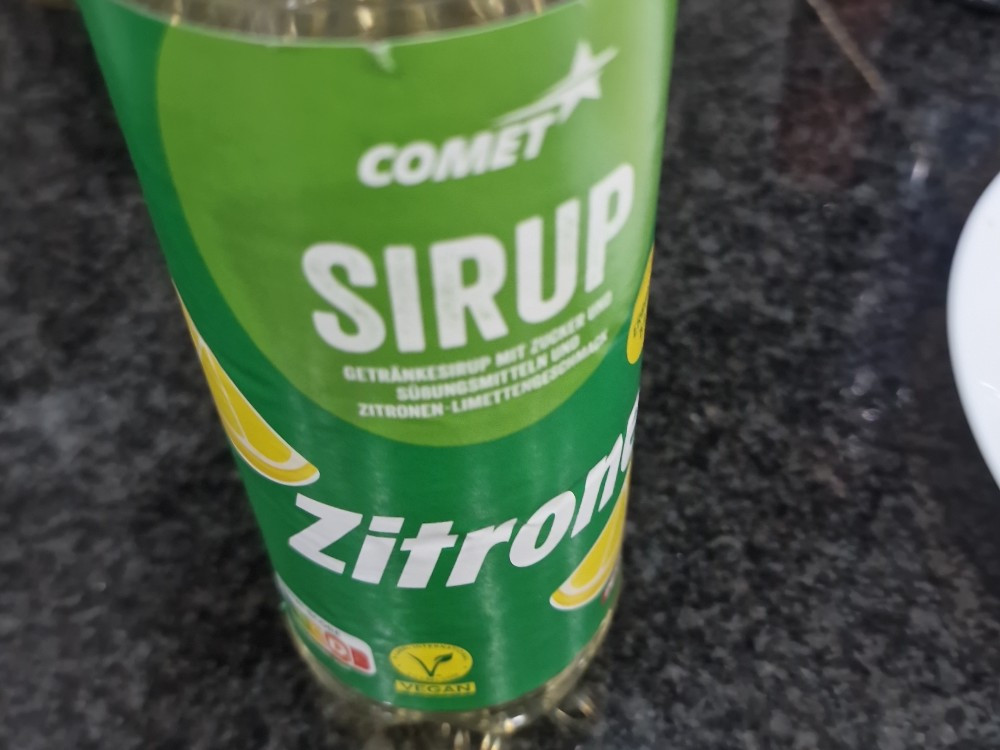 COMET
SIRUP
GETRÄNKESIRUP MIT ZUCKER UND
SÜßUNGSMITTELN UND
ZITRONEN-LIMETTENGESCHMACK
Zitrone
VEGAN